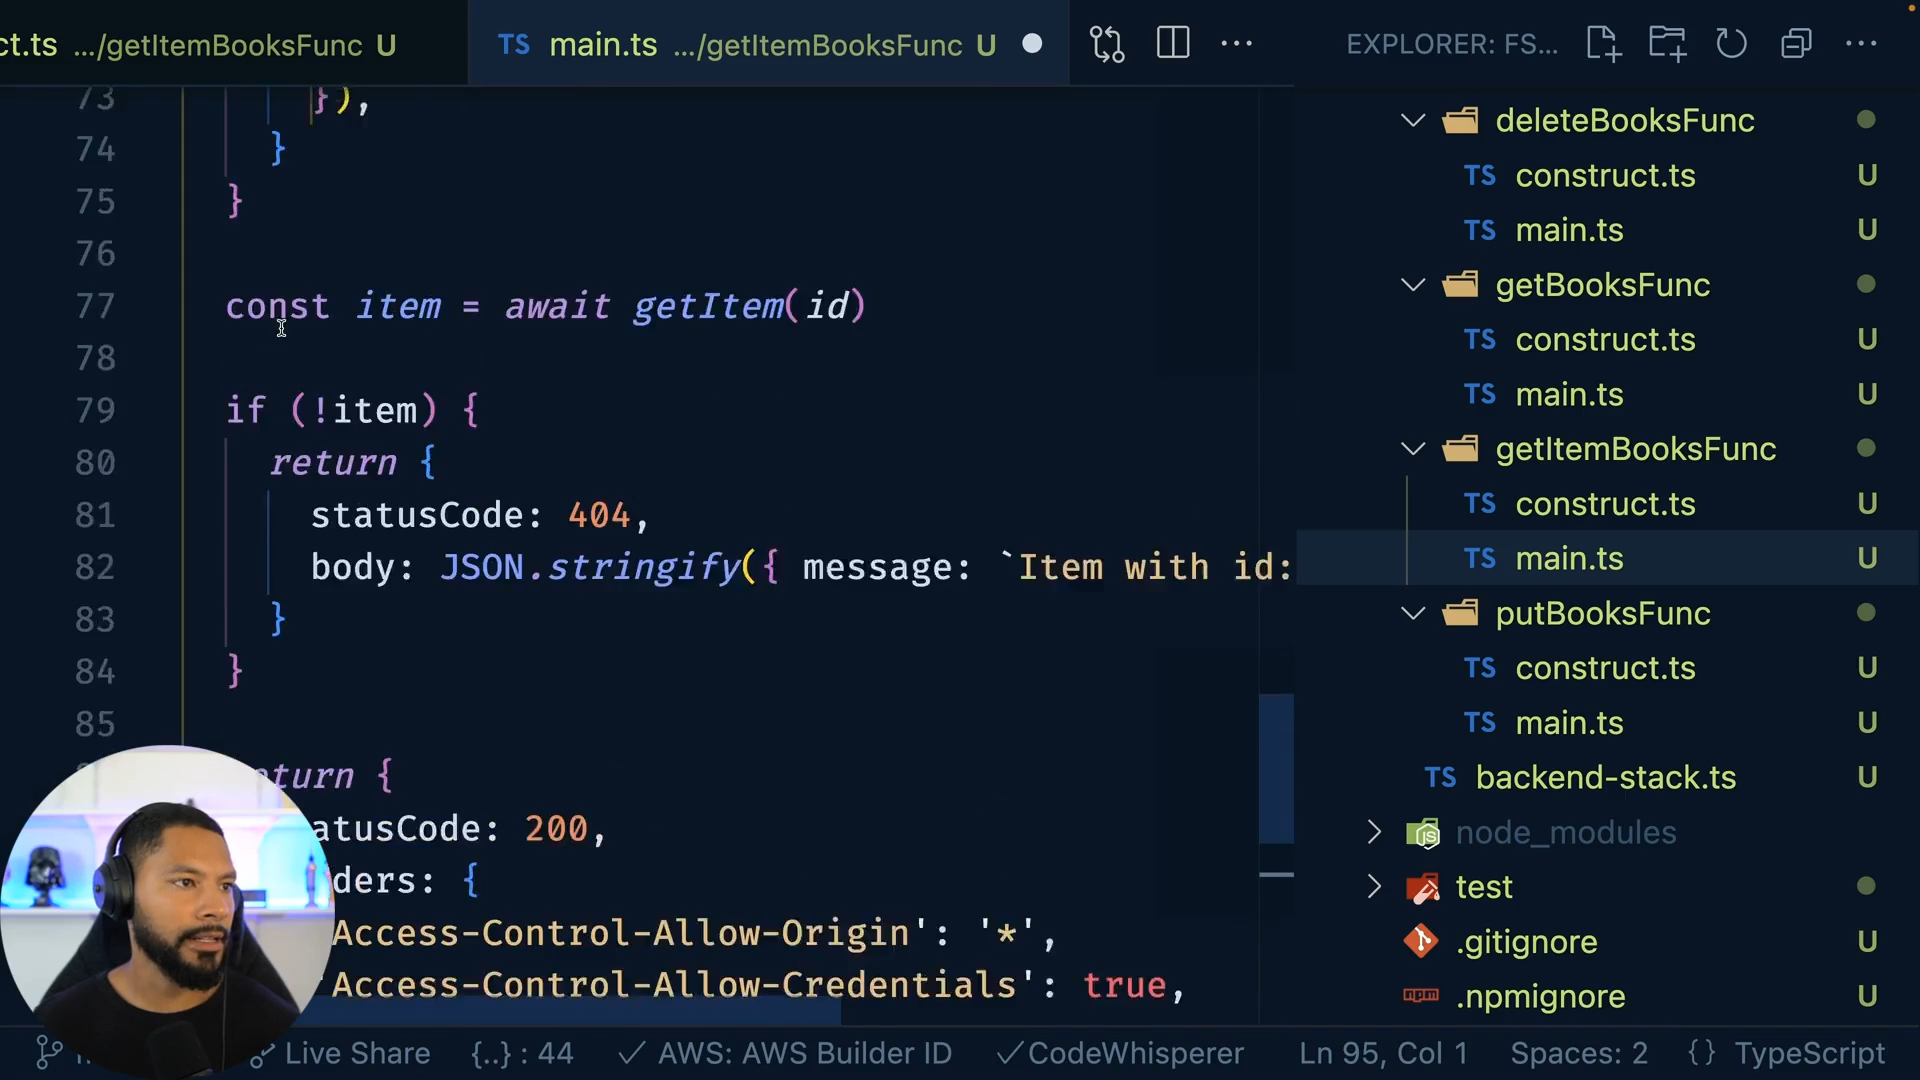 ct.ts .../getItemBooksFunc U
TS main.ts .../getItemBooksFunc U
EXPLORER: FS...
73 }),
74 }
75 }
76
77 const item = await getItem(id)
78
79 if (!item) {
80 return {
81 statusCode: 404,
82 body: JSON.stringify({ message: `Item with id:
83 }
84 }
85
eturn {
atusCode: 200,
ders: {
'Access-Control-Allow-Origin': '*',
'Access-Control-Allow-Credentials': true,
deleteBooksFunc
TS construct.ts U
TS main.ts U
getBooksFunc
TS construct.ts U
TS main.ts U
getItemBooksFunc
TS construct.ts U
TS main.ts U
putBooksFunc
TS construct.ts U
TS main.ts U
TS backend-stack.ts U
JS node_modules
test
.gitignore U
npm .npmignore U
Live Share {..} : 44 AWS: AWS Builder ID CodeWhisperer Ln 95, Col 1 Spaces: 2 {} TypeScript